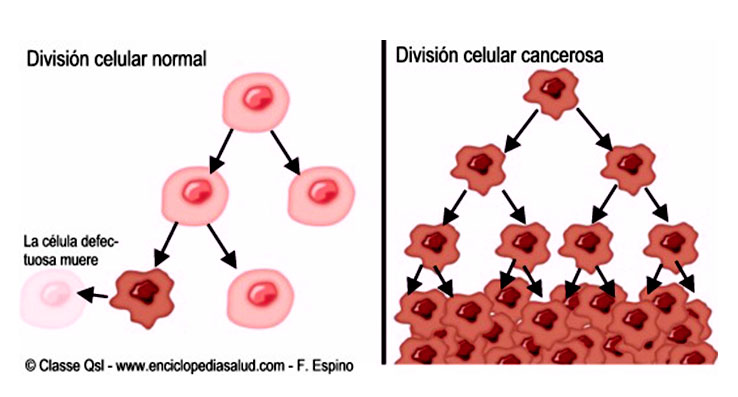 División celular normal
División celular cancerosa
La célula defec-
tuosa muere
© Classe Qsl - www.enciclopediasalud.com - F. Espino